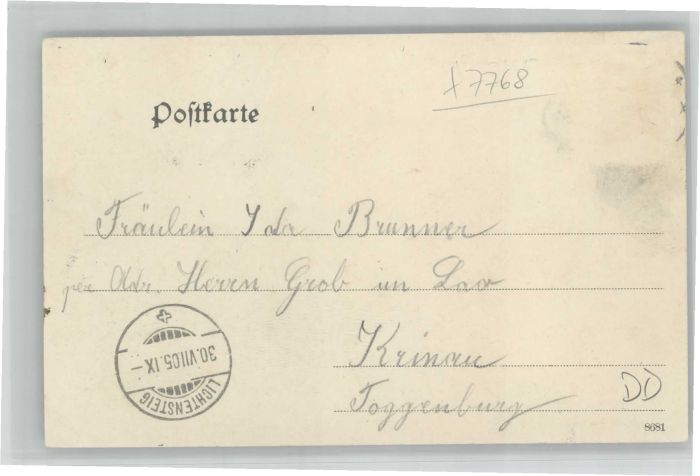 x7768
Postkarte
Fräulein Ida Brunner
per Adr. Herrn Grob im Lax
Krinau
Toggenburg
DD
30.VII.05.IX-
LICHTENSTEIG
8681